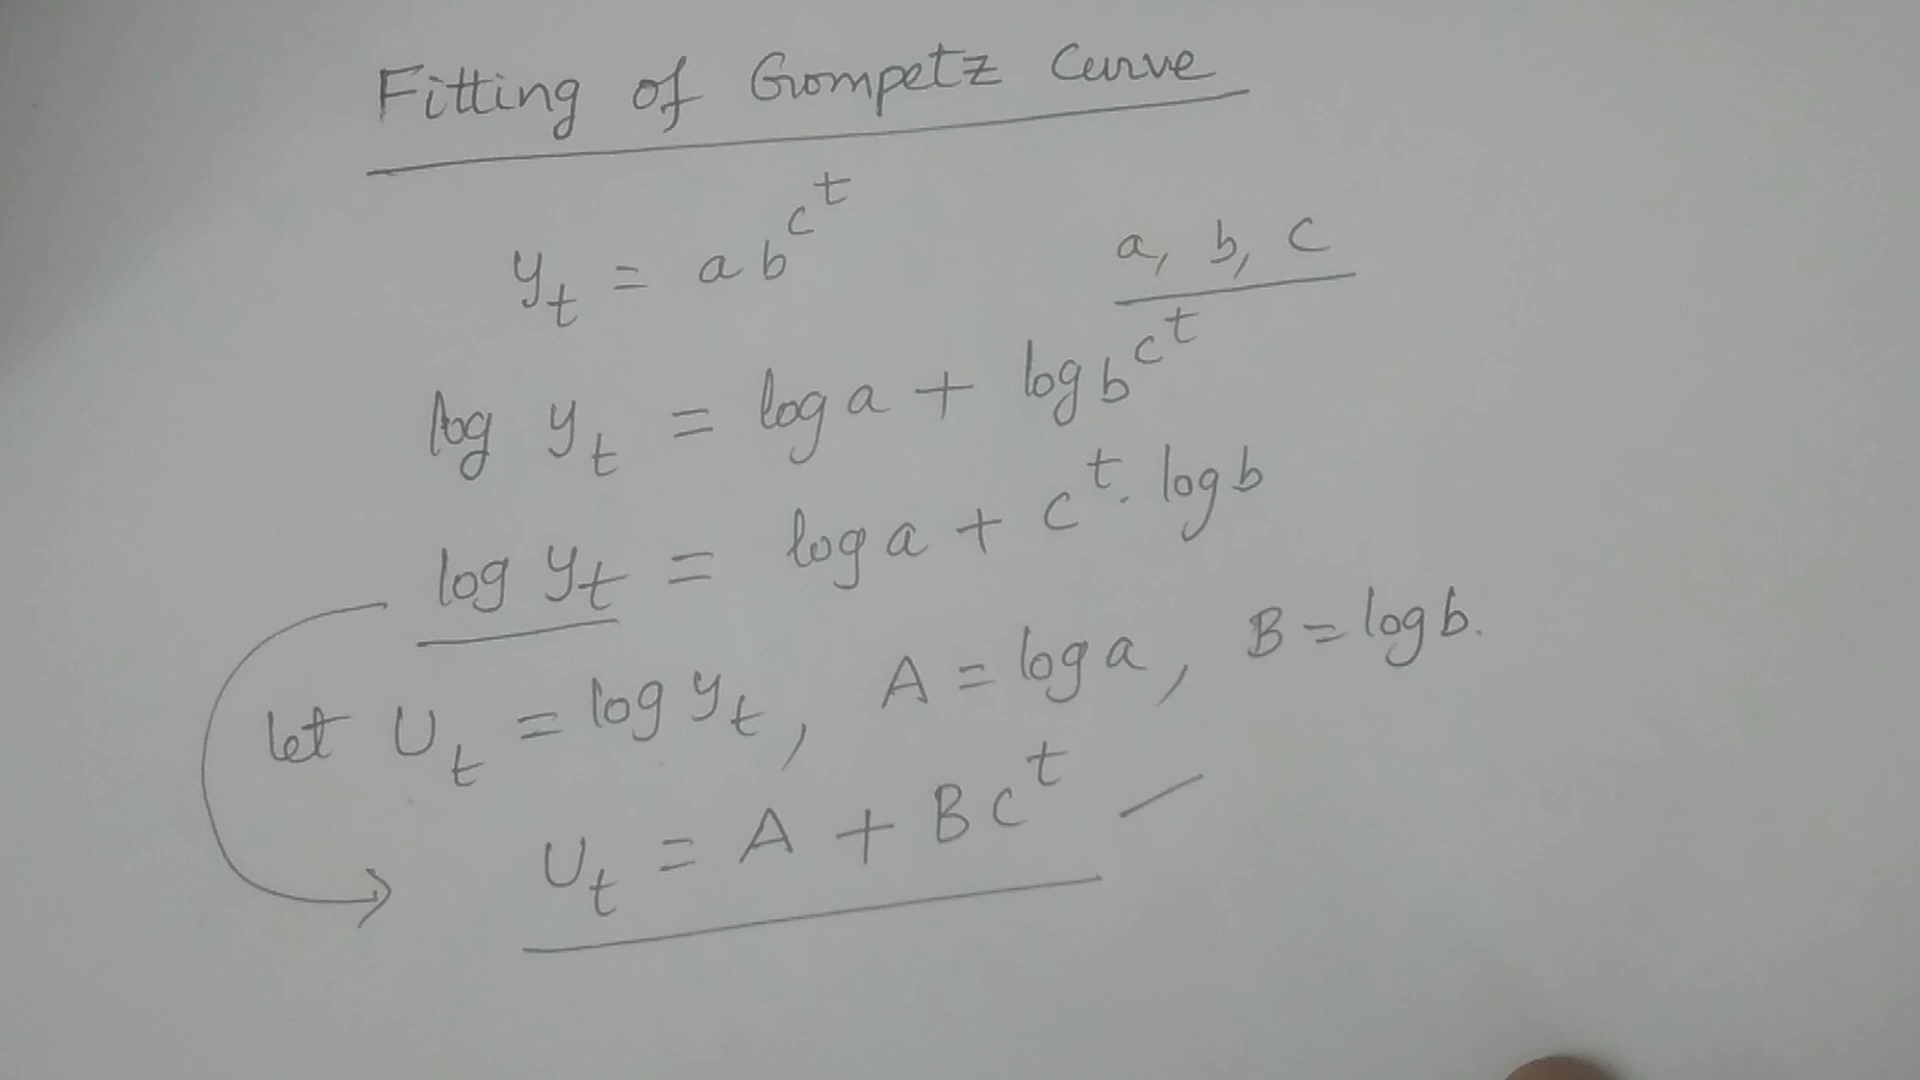 Fitting of Gompetz Curve
y_t = a b^{c^t}
a, b, c
log y_t = log a + log b^{c^t}
log y_t = log a + c^t . log b
let U_t = log y_t, A = log a, B = log b.
U_t = A + B c^t